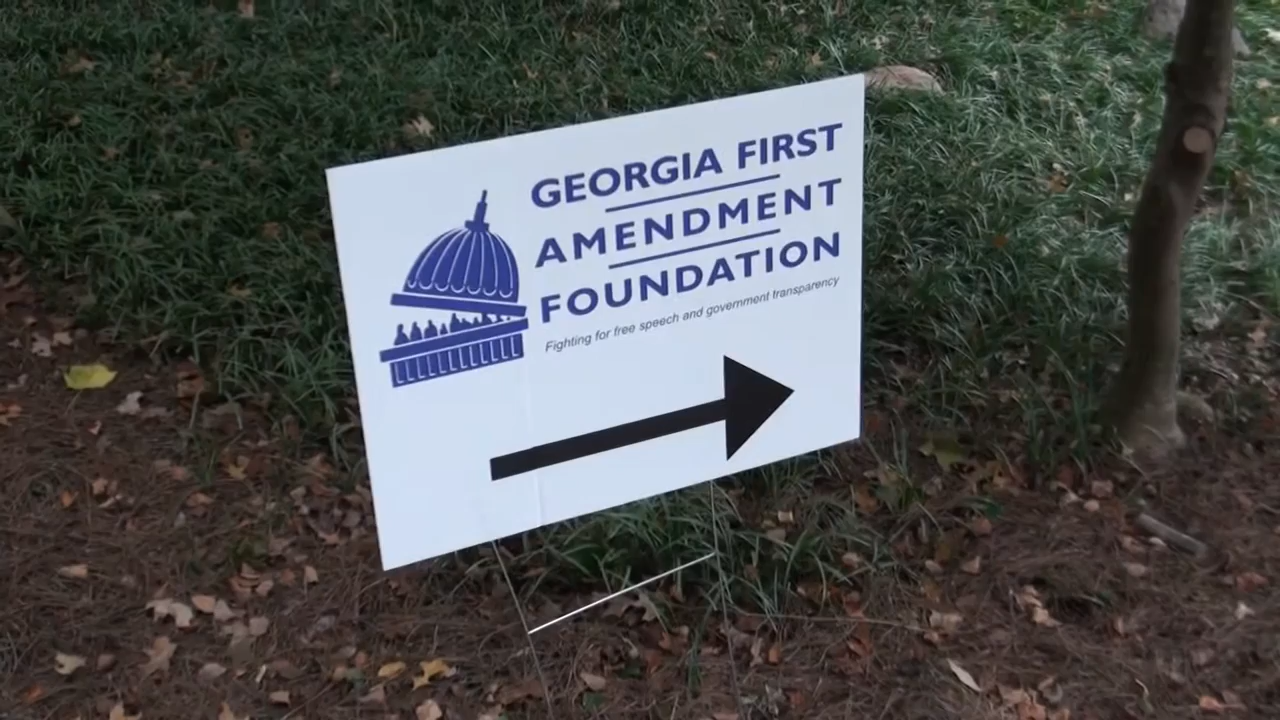 GEORGIA FIRST
AMENDMENT
FOUNDATION
Fighting for free speech and government transparency